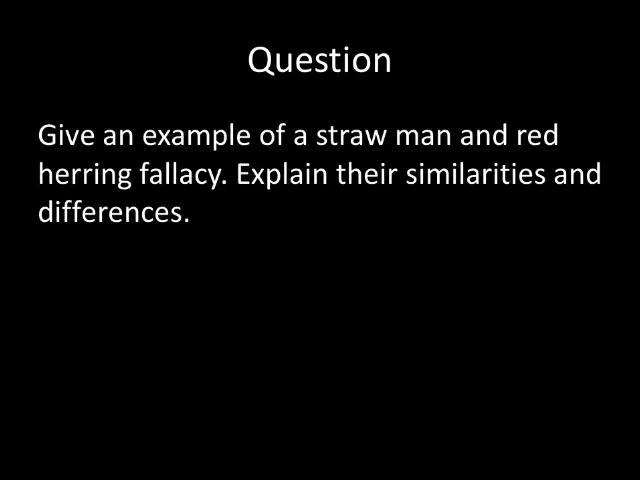 Question
Give an example of a straw man and red
herring fallacy. Explain their similarities and
differences.